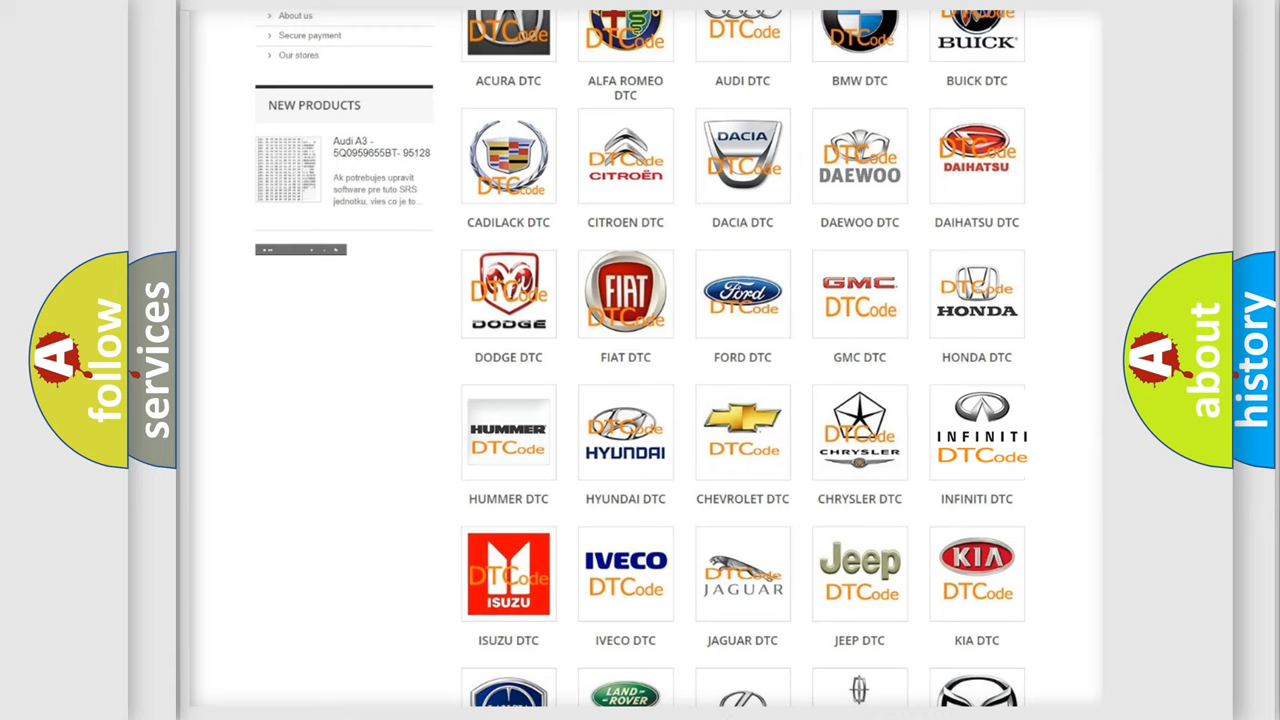 About us
Secure payment
Our stores
NEW PRODUCTS
Audi A3 -
5Q0959655BT- 95128
Ak potrebujes upravit
software pre tuto SRS
jednotku, vies co je to...
DTCode
DTCode
DTCode
DTCode
BUICK
ACURA DTC
ALFA ROMEO
DTC
AUDI DTC
BMW DTC
BUICK DTC
DTCode
DTCode
CITROËN
DACIA
DTCode
DTCode
DAEWOO
DTCode
DAIHATSU
CADILACK DTC
CITROEN DTC
DACIA DTC
DAEWOO DTC
DAIHATSU DTC
DTCode
DODGE
FIAT
DTCode
Ford
DTCode
GMC
DTCode
DTCode
HONDA
DODGE DTC
FIAT DTC
FORD DTC
GMC DTC
HONDA DTC
HUMMER
DTCode
DTCode
HYUNDAI
DTCode
DTCode
CHRYSLER
INFINITI
DTCode
HUMMER DTC
HYUNDAI DTC
CHEVROLET DTC
CHRYSLER DTC
INFINITI DTC
DTCode
ISUZU
IVECO
DTCode
DTCode
JAGUAR
Jeep
DTCode
KIA
DTCode
ISUZU DTC
IVECO DTC
JAGUAR DTC
JEEP DTC
KIA DTC
LAND-
ROVER
A follow
services
A about
history